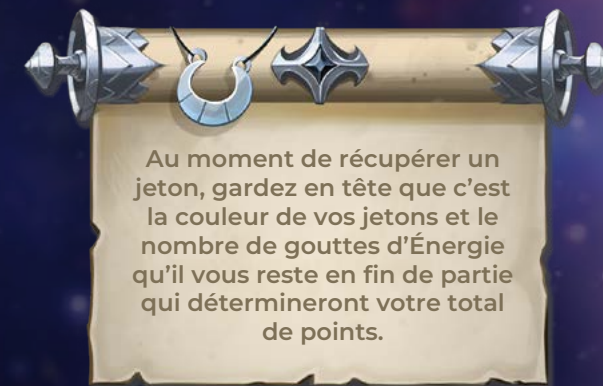 Au moment de récupérer un
jeton, gardez en tête que c’est
la couleur de vos jetons et le
nombre de gouttes d’Énergie
qu’il vous reste en fin de partie
qui détermineront votre total
de points.